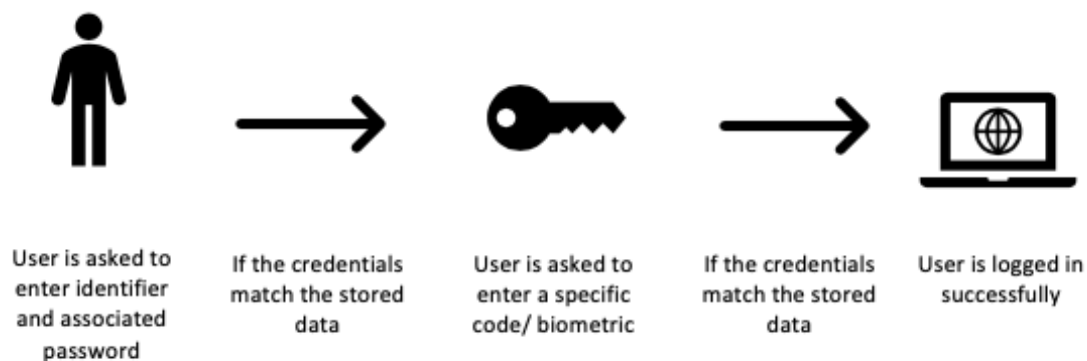 User is asked to
enter identifier
and associated
password
If the credentials
match the stored
data
User is asked to
enter a specific
code/ biometric
If the credentials
match the stored
data
User is logged in
successfully